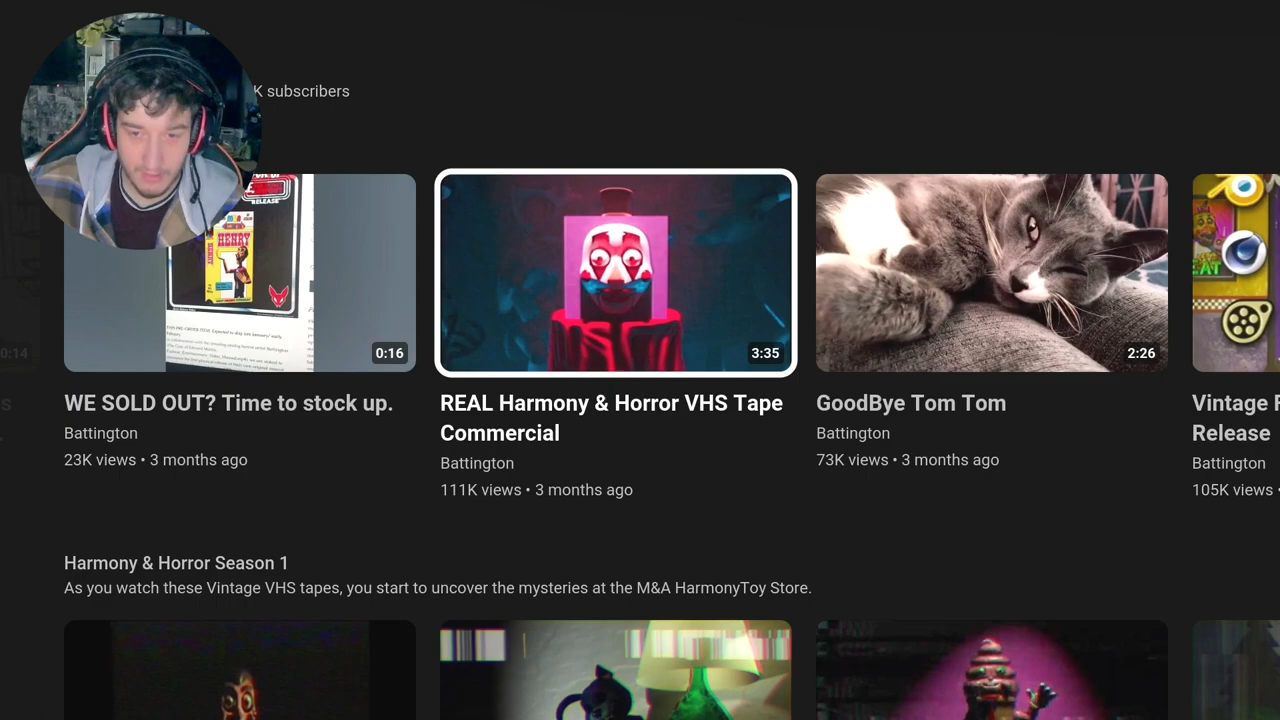 K subscribers
RELEASE
HENRY
0:14
0:16
3:35
2:26
WE SOLD OUT? Time to stock up.
REAL Harmony & Horror VHS Tape
Commercial
GoodBye Tom Tom
Vintage
Release
Battington
Battington
Battington
Battington
23K views • 3 months ago
111K views • 3 months ago
73K views • 3 months ago
105K views •
Harmony & Horror Season 1
As you watch these Vintage VHS tapes, you start to uncover the mysteries at the M&A HarmonyToy Store.